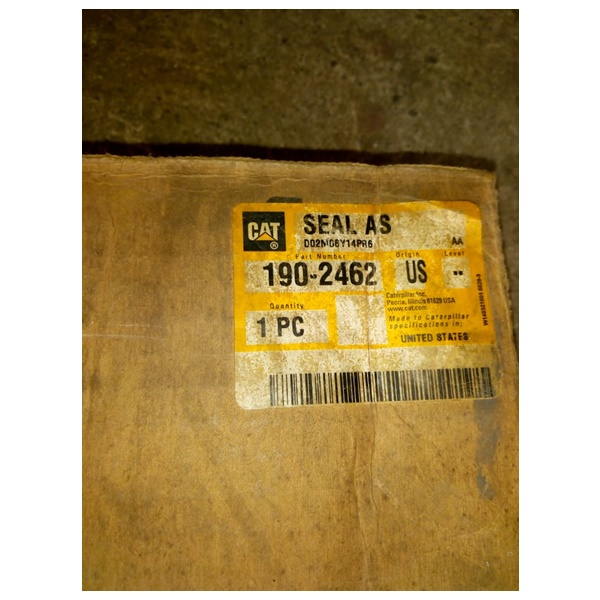 CAT
®
SEAL AS
D02M06Y14PR6
AA
Part Number
Origin
Level
190-2462
US
--
Caterpillar Inc.
Peoria, Illinois 61629 USA
www.cat.com
Quantity
1 PC
Made to Caterpillar
specifications in:
UNITED STATES